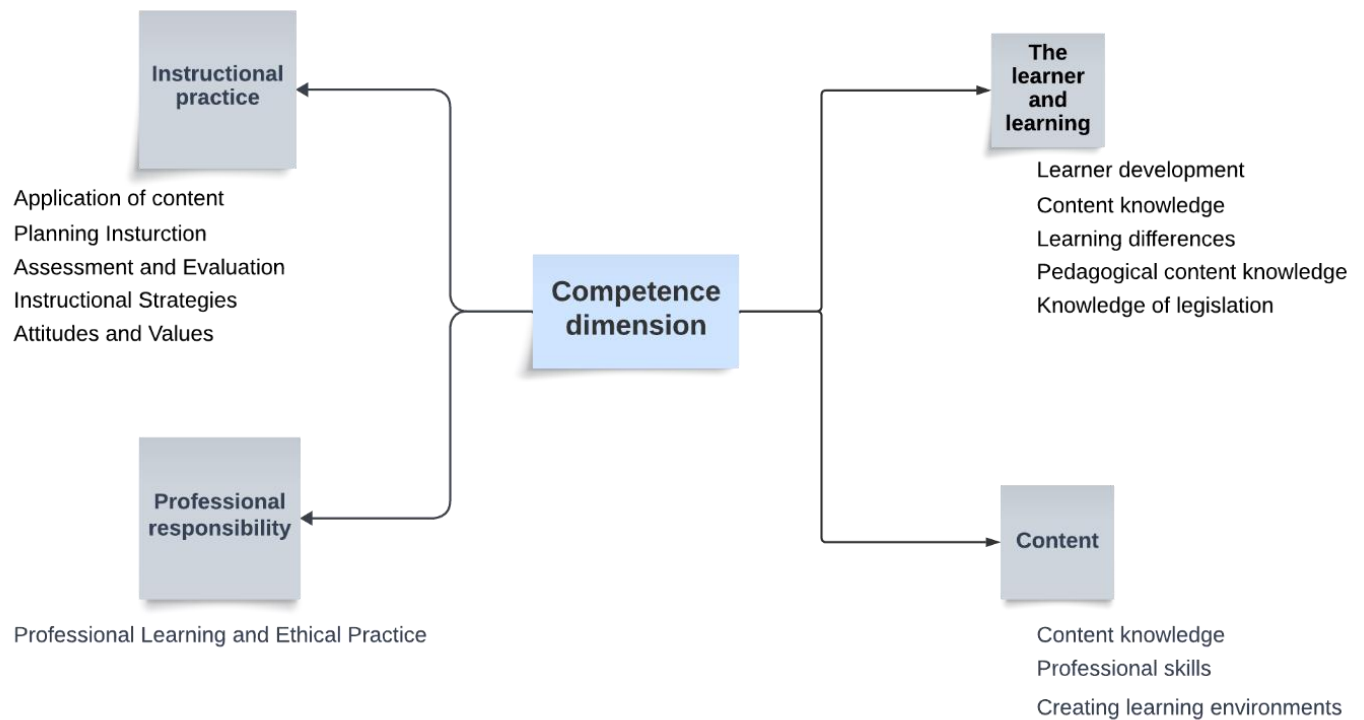 Instructional
practice
Application of content
Planning Insturction
Assessment and Evaluation
Instructional Strategies
Attitudes and Values
Professional
responsibility
Professional Learning and Ethical Practice
Competence
dimension
The
learner
and
learning
Learner development
Content knowledge
Learning differences
Pedagogical content knowledge
Knowledge of legislation
Content
Content knowledge
Professional skills
Creating learning environments